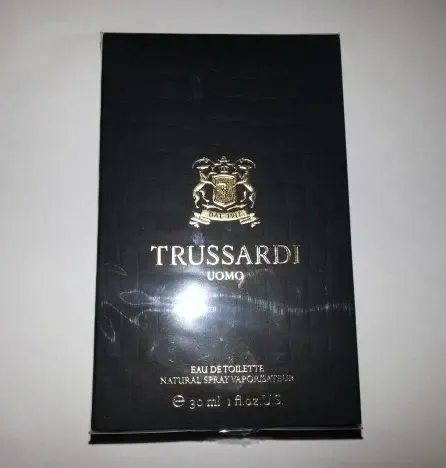 DAL 1911
TRUSSARDI
UOMO
EAU DE TOILETTE
NATURAL SPRAY VAPORISATEUR
℮ 30 ml 1 fl.oz.U.S.